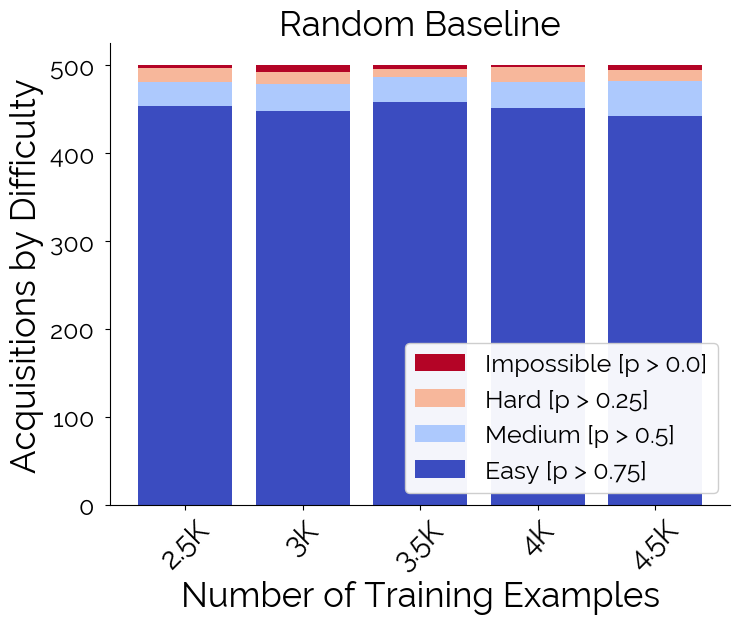 Random Baseline
Acquisitions by Difficulty
500
400
300
200
100
0
Impossible [p > 0.0]
Hard [p > 0.25]
Medium [p > 0.5]
Easy [p > 0.75]
2.5K
3K
3.5K
4K
4.5K
Number of Training Examples